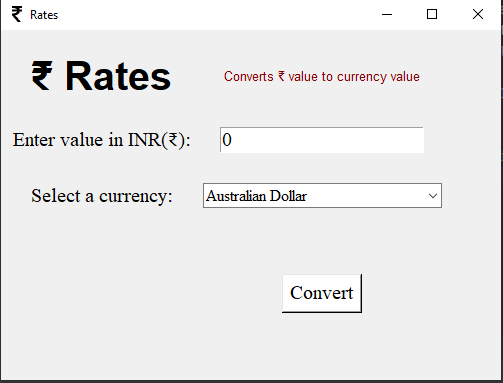 ₹ Rates
₹ Rates
Converts ₹ value to currency value
Enter value in INR(₹):
0
Select a currency:
Australian Dollar
Convert